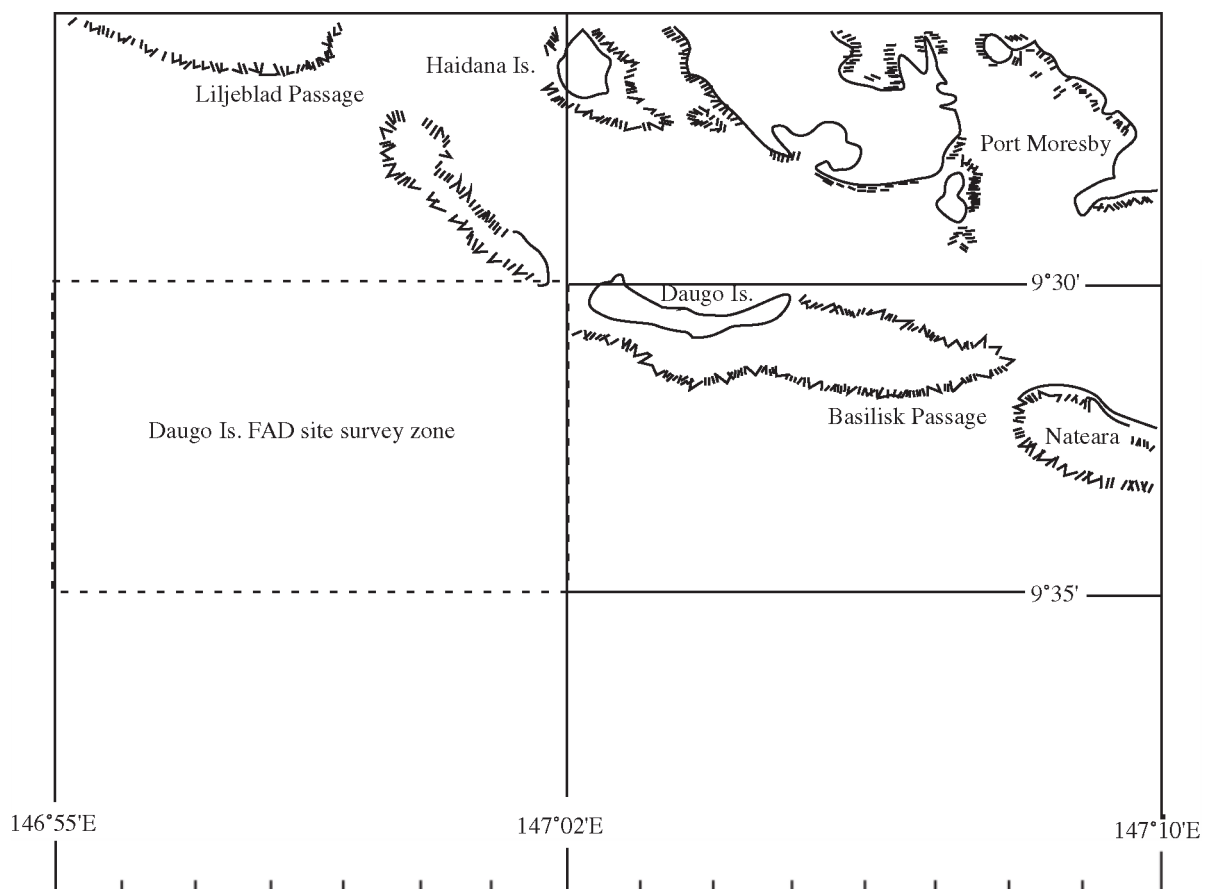 Haidana Is.
Liljeblad Passage
Port Moresby
9°30'
Daugo Is.
Basilisk Passage
Daugo Is. FAD site survey zone
Nateara
9°35'
146°55'E
147°02'E
147°10'E